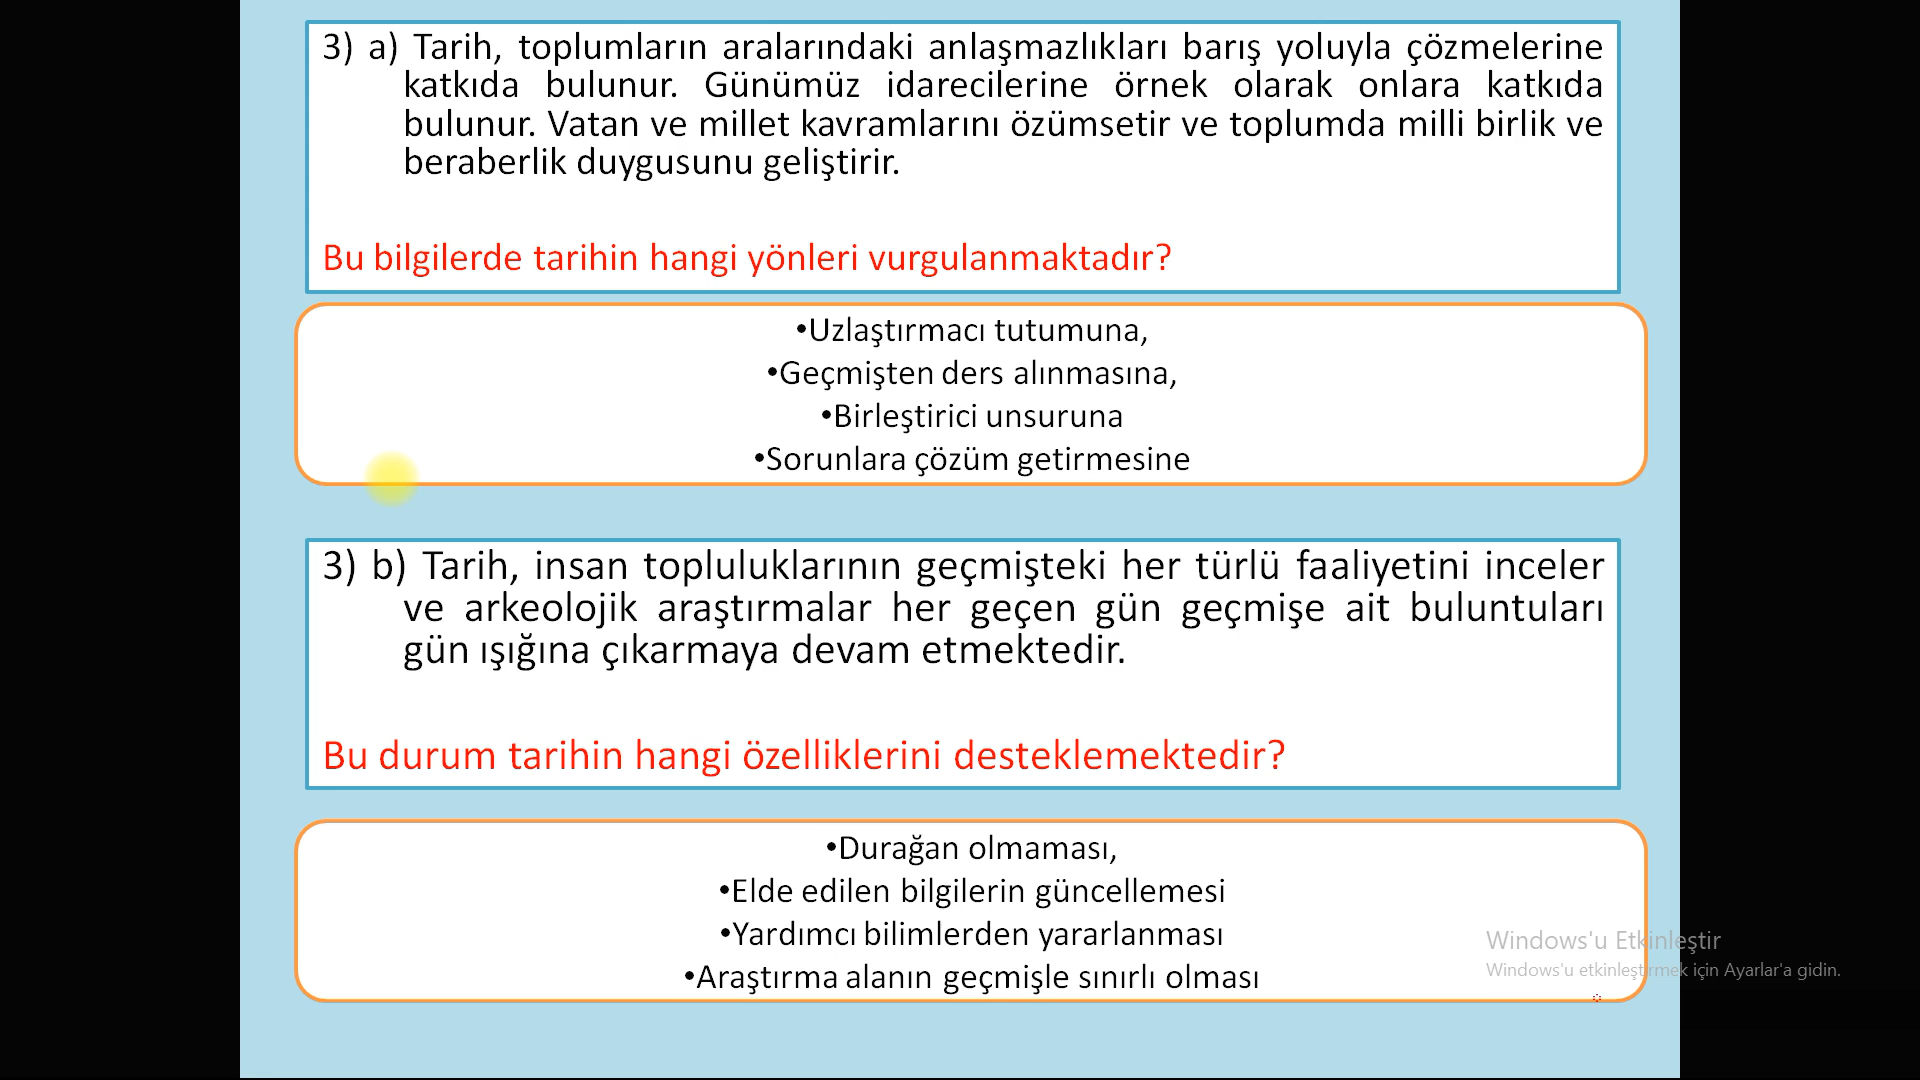 3) a) Tarih, toplumların aralarındaki anlaşmazlıkları barış yoluyla çözmelerine
katkıda bulunur. Günümüz idarecilerine örnek olarak onlara katkıda
bulunur. Vatan ve millet kavramlarını özümsetir ve toplumda milli birlik ve
beraberlik duygusunu geliştirir.
Bu bilgilerde tarihin hangi yönleri vurgulanmaktadır?
•Uzlaştırmacı tutumuna,
•Geçmişten ders alınmasına,
•Birleştirici unsuruna
•Sorunlara çözüm getirmesine
3) b) Tarih, insan topluluklarının geçmişteki her türlü faaliyetini inceler
ve arkeolojik araştırmalar her geçen gün geçmişe ait buluntuları
gün ışığına çıkarmaya devam etmektedir.
Bu durum tarihin hangi özelliklerini desteklemektedir?
•Durağan olmaması,
•Elde edilen bilgilerin güncellemesi
•Yardımcı bilimlerden yararlanması
•Araştırma alanın geçmişle sınırlı olması
Windows'u Etkinleştir
Windows'u etkinleştirmek için Ayarlar'a gidin.